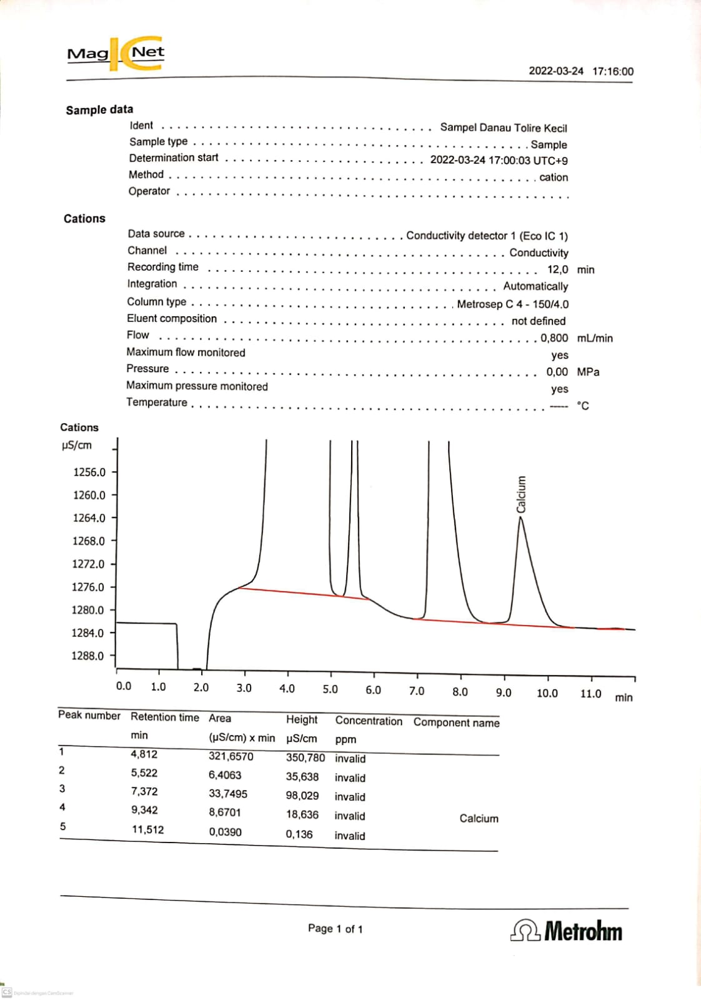 Mag IC Net
2022-03-24 17:16:00
Sample data
Ident . . . . . . . . . . . . . . . . . . . . . . . . . . . . . . . . . . Sampel Danau Tolire Kecil
Sample type . . . . . . . . . . . . . . . . . . . . . . . . . . . . . . . . . . . . . . . . . . Sample
Determination start . . . . . . . . . . . . . . . . . . . . . . . . . 2022-03-24 17:00:03 UTC+9
Method . . . . . . . . . . . . . . . . . . . . . . . . . . . . . . . . . . . . . . . . . . . . . . cation
Operator . . . . . . . . . . . . . . . . . . . . . . . . . . . . . . . . . . . . . . . . . . . . . . . . .
Cations
Data source . . . . . . . . . . . . . . . . . . . . . . . . . . . Conductivity detector 1 (Eco IC 1)
Channel . . . . . . . . . . . . . . . . . . . . . . . . . . . . . . . . . . . . . . . . . Conductivity
Recording time . . . . . . . . . . . . . . . . . . . . . . . . . . . . . . . . . . . . . . . . . 12,0 min
Integration . . . . . . . . . . . . . . . . . . . . . . . . . . . . . . . . . . . . . . . Automatically
Column type . . . . . . . . . . . . . . . . . . . . . . . . . . . . . . . . . Metrosep C 4 - 150/4.0
Eluent composition . . . . . . . . . . . . . . . . . . . . . . . . . . . . . . . . . . . not defined
Flow . . . . . . . . . . . . . . . . . . . . . . . . . . . . . . . . . . . . . . . . . . . . . . . 0,800 mL/min
Maximum flow monitored yes
Pressure . . . . . . . . . . . . . . . . . . . . . . . . . . . . . . . . . . . . . . . . . . . . . 0,00 MPa
Maximum pressure monitored yes
Temperature . . . . . . . . . . . . . . . . . . . . . . . . . . . . . . . . . . . . . . . . . . . ----- °C
Cations
µS/cm
1256.0
1260.0
1264.0
1268.0
1272.0
1276.0
1280.0
1284.0
1288.0
Calcium
0.0 1.0 2.0 3.0 4.0 5.0 6.0 7.0 8.0 9.0 10.0 11.0 min
Peak number Retention time Area Height Concentration Component name
min (µS/cm) x min µS/cm ppm
1 4,812 321,6570 350,780 invalid
2 5,522 6,4063 35,638 invalid
3 7,372 33,7495 98,029 invalid
4 9,342 8,6701 18,636 invalid Calcium
5 11,512 0,0390 0,136 invalid
Page 1 of 1
Metrohm
CS Dipindai dengan CamScanner